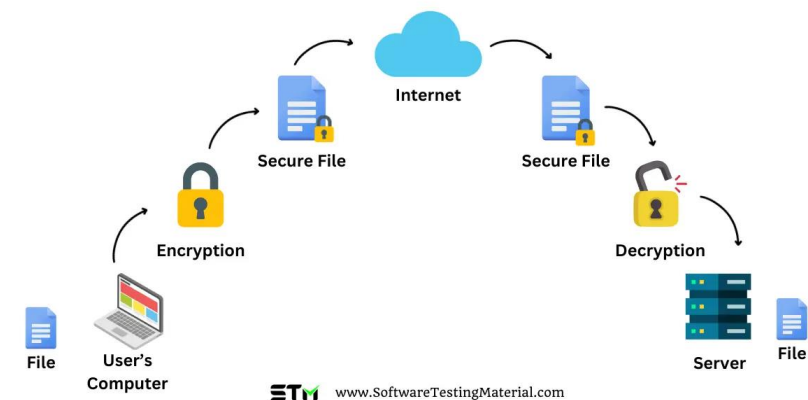 Internet
Secure File
Secure File
Encryption
Decryption
File
User's
Computer
Server
File
STM www.SoftwareTestingMaterial.com